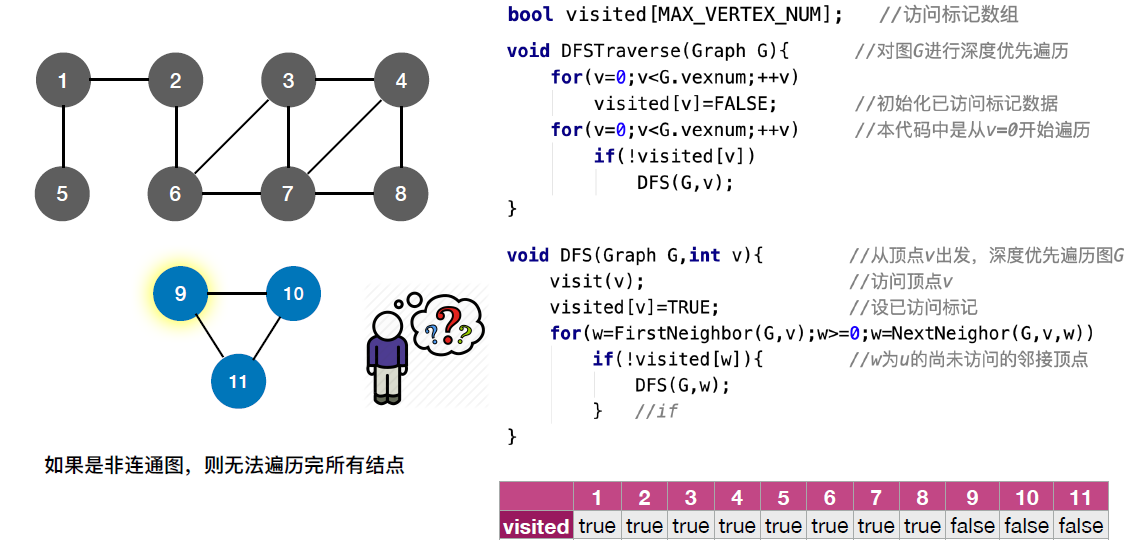 1 2 3 4
5 6 7 8
9 10
11
如果是非连通图，则无法遍历完所有结点
bool visited[MAX_VERTEX_NUM]; //访问标记数组
void DFSTraverse(Graph G){ //对图G进行深度优先遍历
for(v=0;v<G.vexnum;++v)
visited[v]=FALSE; //初始化已访问标记数据
for(v=0;v<G.vexnum;++v) //本代码中是从v=0开始遍历
if(!visited[v])
DFS(G,v);
}
void DFS(Graph G,int v){ //从顶点v出发，深度优先遍历图G
visit(v); //访问顶点v
visited[v]=TRUE; //设已访问标记
for(w=FirstNeighbor(G,v);w>=0;w=NextNeighor(G,v,w))
if(!visited[w]){ //w为u的尚未访问的邻接顶点
DFS(G,w);
} //if
}
1 2 3 4 5 6 7 8 9 10 11
visited true true true true true true true true false false false